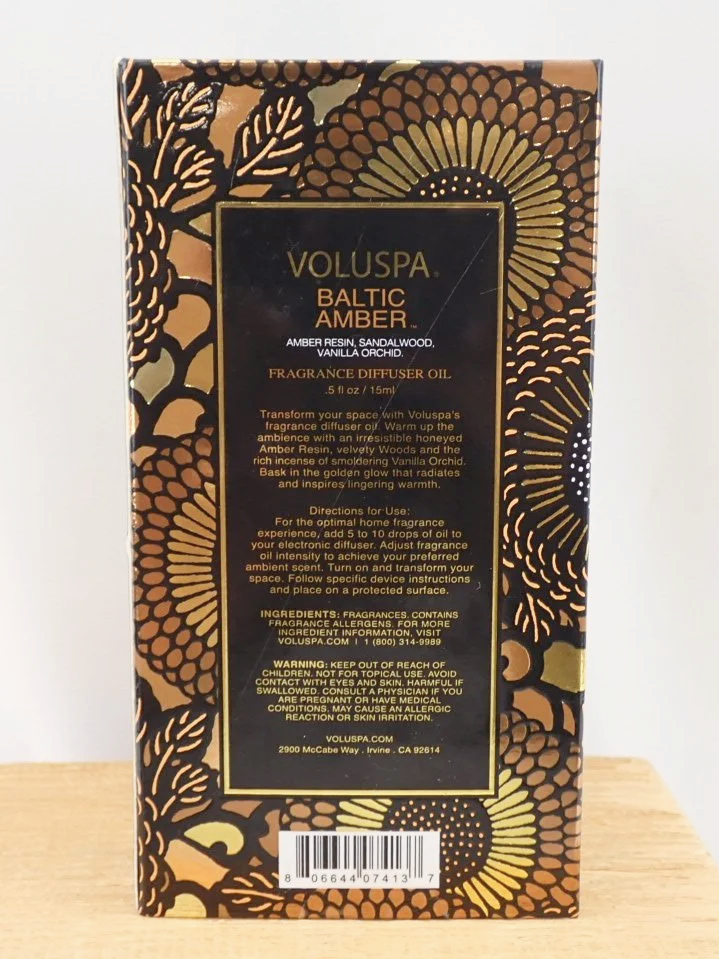 VOLUSPA®
BALTIC
AMBER™
AMBER RESIN, SANDALWOOD,
VANILLA ORCHID.
FRAGRANCE DIFFUSER OIL
.5 fl oz / 15ml
Transform your space with Voluspa's
fragrance diffuser oil. Warm up the
ambience with an irresistible honeyed
Amber Resin, velvety Woods and the
rich incense of smoldering Vanilla Orchid.
Bask in the golden glow that radiates
and inspires lingering warmth.
Directions for Use:
For the optimal home fragrance
experience, add 5 to 10 drops of oil to
your electronic diffuser. Adjust fragrance
oil intensity to achieve your preferred
ambient scent. Turn on and transform your
space. Follow specific device instructions
and place on a protected surface.
INGREDIENTS: FRAGRANCES. CONTAINS
FRAGRANCE ALLERGENS. FOR MORE
INGREDIENT INFORMATION, VISIT
VOLUSPA.COM | 1 (800) 314-9989
WARNING: KEEP OUT OF REACH OF
CHILDREN. NOT FOR TOPICAL USE. AVOID
CONTACT WITH EYES AND SKIN. HARMFUL IF
SWALLOWED. CONSULT A PHYSICIAN IF YOU
ARE PREGNANT OR HAVE MEDICAL
CONDITIONS. MAY CAUSE AN ALLERGIC
REACTION OR SKIN IRRITATION.
VOLUSPA.COM
2900 McCabe Way . Irvine . CA 92614
8 06644 07413 7